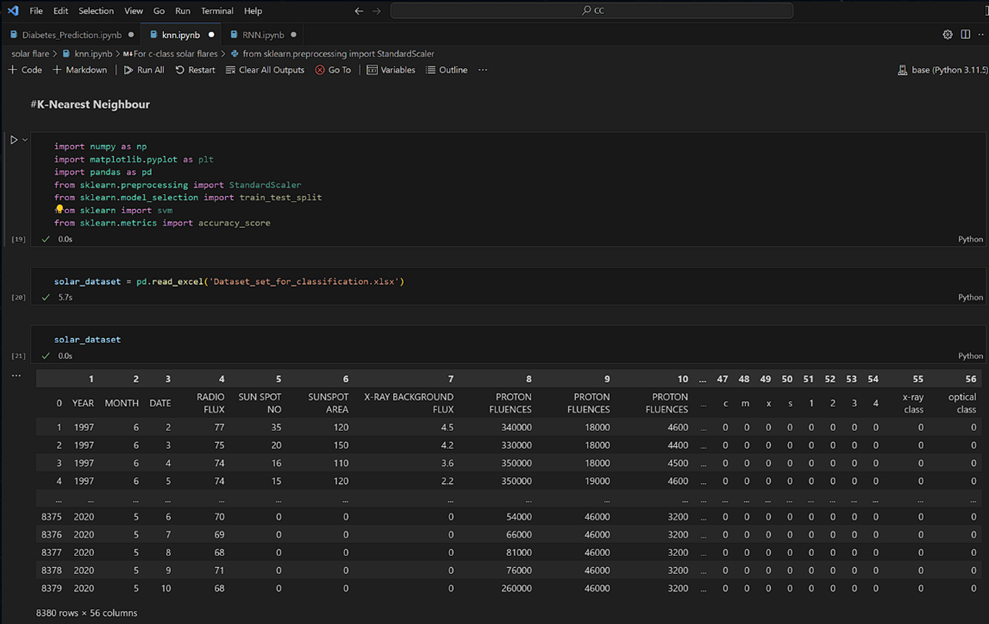 File Edit Selection View Go Run Terminal Help CC
Diabetes_Prediction.ipynb knn.ipynb RNN.ipynb
solar flare > knn.ipynb > M↓For c-class solar flares > from sklearn.preprocessing import StandardScaler
+ Code + Markdown Run All Restart Clear All Outputs Go To Variables Outline ... base (Python 3.11.5)
#K-Nearest Neighbour
import numpy as np
import matplotlib.pyplot as plt
import pandas as pd
from sklearn.preprocessing import StandardScaler
from sklearn.model_selection import train_test_split
from sklearn import svm
from sklearn.metrics import accuracy_score
[19] 0.0s Python
solar_dataset = pd.read_excel('Dataset_set_for_classification.xlsx')
[20] 5.7s Python
solar_dataset
[21] 0.0s Python
...
1 2 3 4 5 6 7 8 9 10 ... 47 48 49 50 51 52 53 54 55 56
0 YEAR MONTH DATE RADIO FLUX SUN SPOT NO SUNSPOT AREA X-RAY BACKGROUND FLUX PROTON FLUENCES PROTON FLUENCES PROTON FLUENCES ... c m x s 1 2 3 4 x-ray class optical class
1 1997 6 2 77 35 120 4.5 340000 18000 4600 ... 0 0 0 0 0 0 0 0 0 0
2 1997 6 3 75 20 150 4.2 330000 18000 4400 ... 0 0 0 0 0 0 0 0 0 0
3 1997 6 4 74 16 110 3.6 350000 18000 4500 ... 0 0 0 0 0 0 0 0 0 0
4 1997 6 5 74 15 120 2.2 350000 19000 4600 ... 0 0 0 0 0 0 0 0 0 0
... ... ... ... ... ... ... ... ... ... ... ... ... ... ... ... ... ... ... ... ... ...
8375 2020 5 6 70 0 0 0 54000 46000 3200 ... 0 0 0 0 0 0 0 0 0 0
8376 2020 5 7 69 0 0 0 66000 46000 3200 ... 0 0 0 0 0 0 0 0 0 0
8377 2020 5 8 68 0 0 0 81000 46000 3200 ... 0 0 0 0 0 0 0 0 0 0
8378 2020 5 9 71 0 0 0 76000 46000 3200 ... 0 0 0 0 0 0 0 0 0 0
8379 2020 5 10 68 0 0 0 260000 46000 3200 ... 0 0 0 0 0 0 0 0 0 0
8380 rows × 56 columns